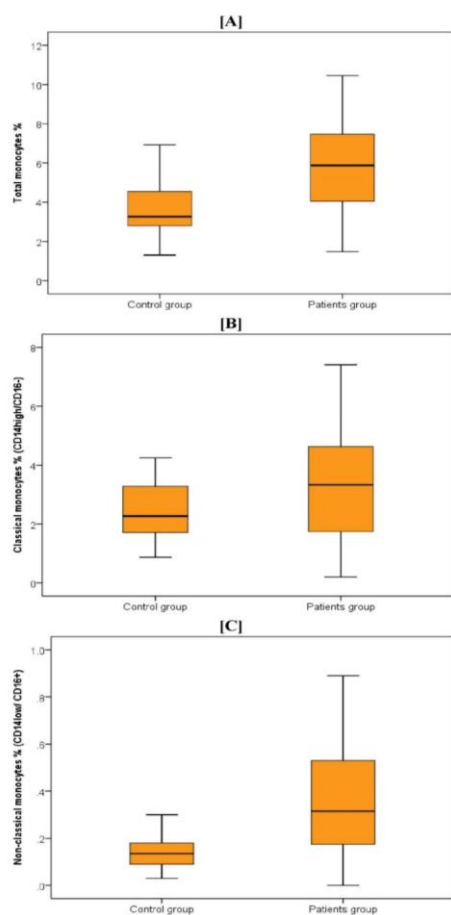 [A]
Total monocytes %
12
10
8
6
4
2
0
Control group
Patients group
[B]
Classical monocytes % (CD14high/CD16-)
8
6
4
2
0
Control group
Patients group
[C]
Non-classical monocytes % (CD14low/ CD16+)
1.0
.8
.6
.4
.2
.0
Control group
Patients group